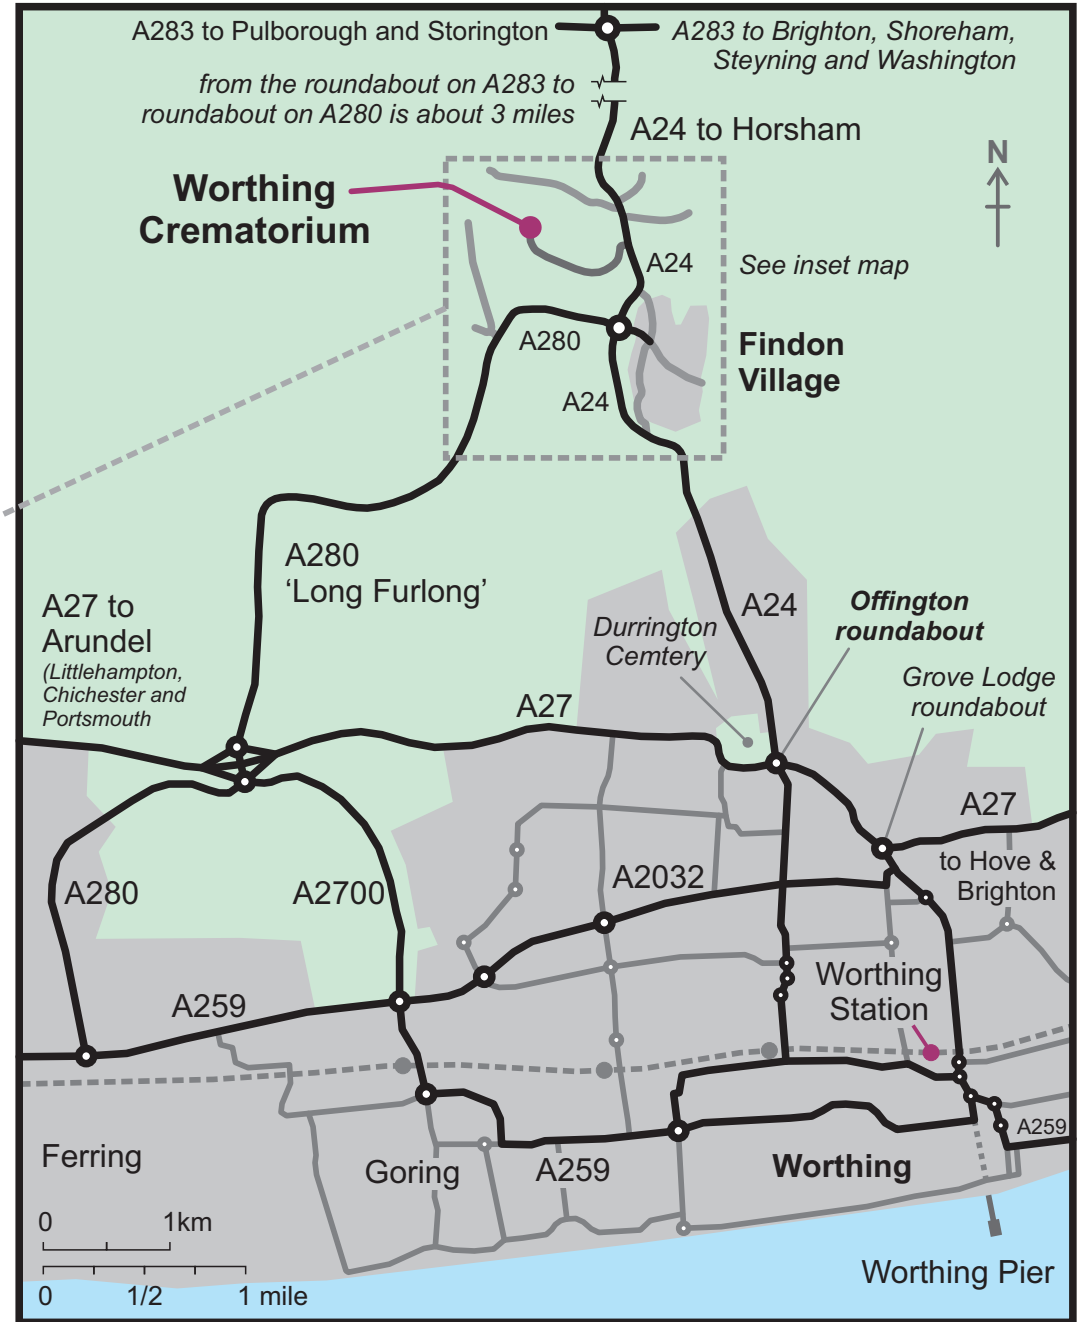 A283 to Pulborough and Storington
A283 to Brighton, Shoreham,
Steyning and Washington
from the roundabout on A283 to
roundabout on A280 is about 3 miles
A24 to Horsham
N
Worthing
Crematorium
A24
See inset map
A280
Findon
Village
A24
A280
‘Long Furlong’
A27 to
Arundel
(Littlehampton,
Chichester and
Portsmouth
Durrington
Cemtery
A24
Offington
roundabout
Grove Lodge
roundabout
A27
A27
to Hove &
Brighton
A280
A2700
A2032
A259
Worthing
Station
Ferring
Goring
A259
Worthing
A259
0
1km
0
1/2
1 mile
Worthing Pier